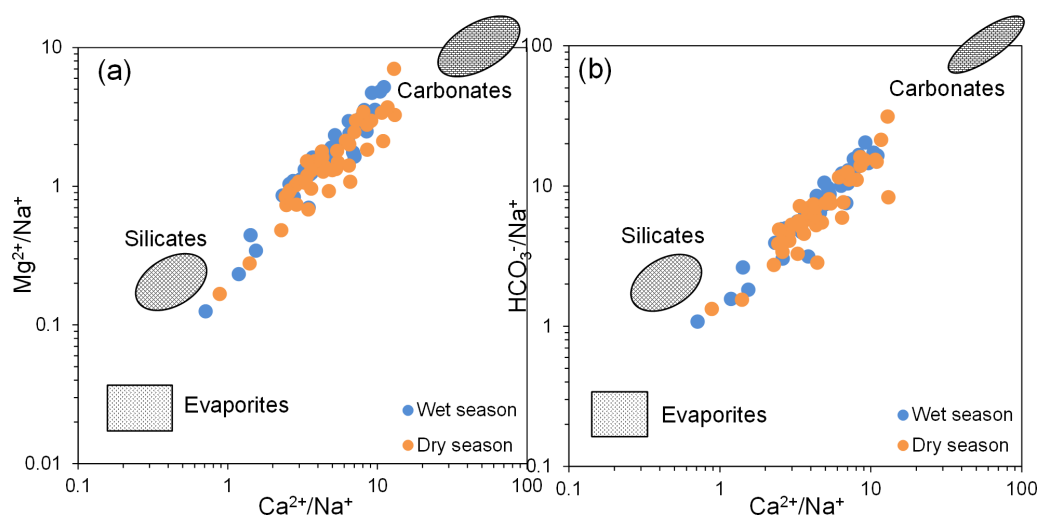 (a)
10
1
0.1
0.01
Mg²⁺/Na⁺
Carbonates
Silicates
Evaporites
Wet season
Dry season
0.1
1
10
100
Ca²⁺/Na⁺
(b)
100
10
1
0.1
HCO₃⁻/Na⁺
Carbonates
Silicates
Evaporites
Wet season
Dry season
0.1
1
10
100
Ca²⁺/Na⁺